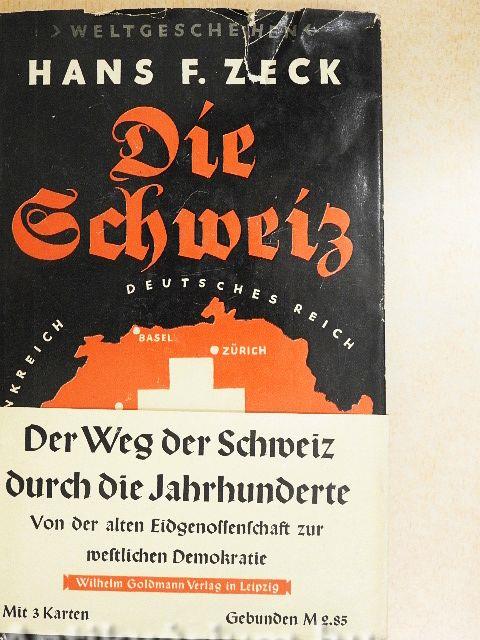 >WELTGESCHEHEN<
HANS F. ZECK
Die
Schweiz
DEUTSCHES REICH
NKREICH
BASEL
ZÜRICH
Der Weg der Schweiz
durch die Jahrhunderte
Von der alten Eidgenoſſenſchaft zur
weſtlichen Demokratie
Wilhelm Goldmann Verlag in Leipzig
Mit 3 Karten
Gebunden M 2.85